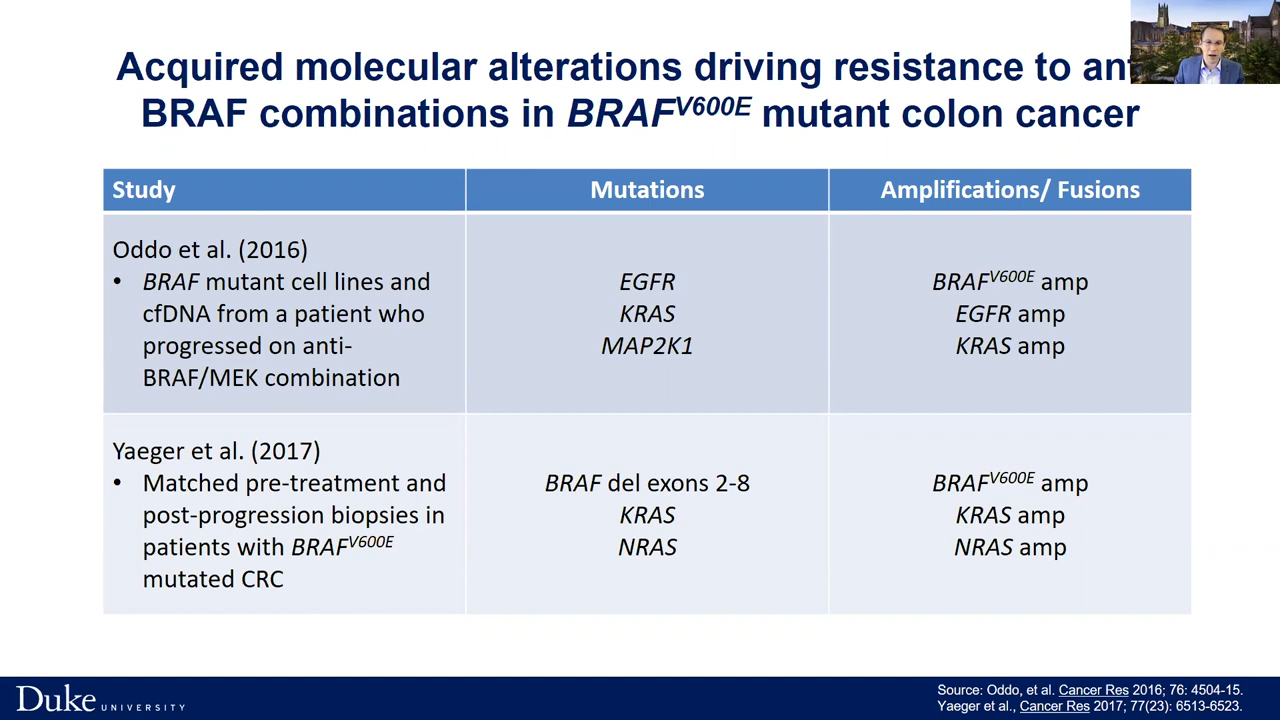 Acquired molecular alterations driving resistance to an
BRAF combinations in BRAFV600E mutant colon cancer
Study
Mutations
Amplifications/ Fusions
Oddo et al. (2016)
• BRAF mutant cell lines and
cfDNA from a patient who
progressed on anti-
BRAF/MEK combination
EGFR
KRAS
MAP2K1
BRAFV600E amp
EGFR amp
KRAS amp
Yaeger et al. (2017)
• Matched pre-treatment and
post-progression biopsies in
patients with BRAFV600E
mutated CRC
BRAF del exons 2-8
KRAS
NRAS
BRAFV600E amp
KRAS amp
NRAS amp
Duke UNIVERSITY
Source: Oddo, et al. Cancer Res 2016; 76: 4504-15.
Yaeger et al., Cancer Res 2017; 77(23): 6513-6523.